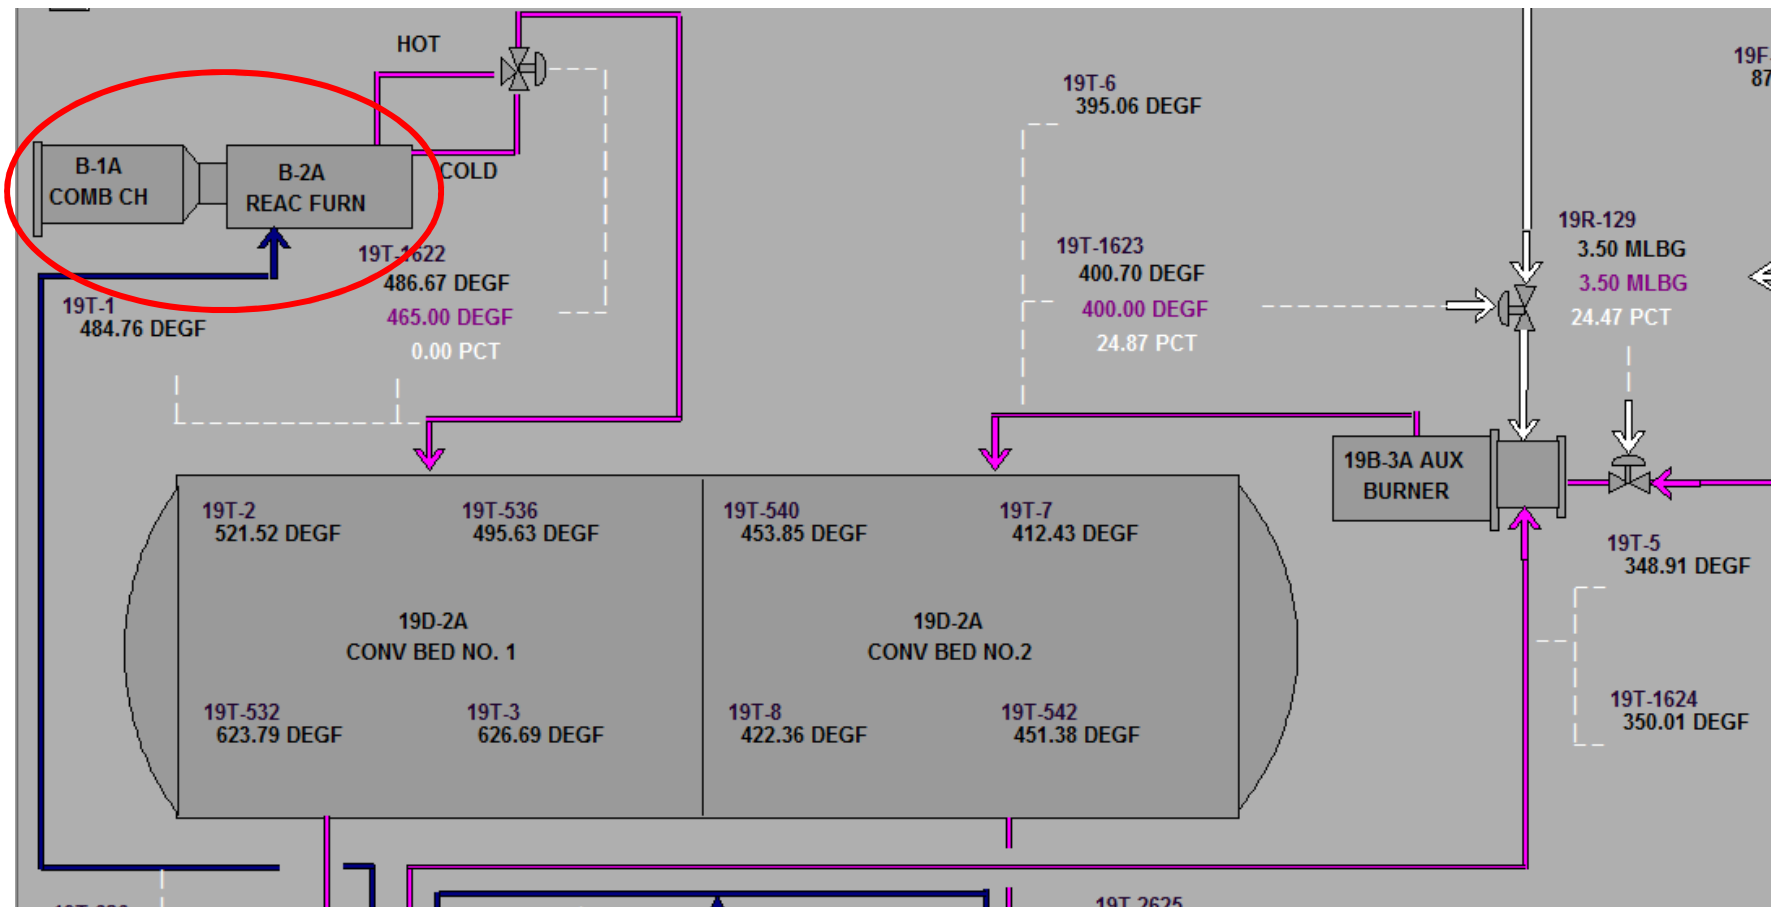 HOT
19F-
87
19T-6
395.06 DEGF
B-1A
COMB CH
B-2A
REAC FURN
COLD
19T-1622
486.67 DEGF
465.00 DEGF
0.00 PCT
19T-1
484.76 DEGF
19T-1623
400.70 DEGF
400.00 DEGF
24.87 PCT
19R-129
3.50 MLBG
3.50 MLBG
24.47 PCT
19B-3A AUX
BURNER
19T-2
521.52 DEGF
19T-536
495.63 DEGF
19T-540
453.85 DEGF
19T-7
412.43 DEGF
19T-5
348.91 DEGF
19D-2A
CONV BED NO. 1
19D-2A
CONV BED NO.2
19T-532
623.79 DEGF
19T-3
626.69 DEGF
19T-8
422.36 DEGF
19T-542
451.38 DEGF
19T-1624
350.01 DEGF
19T-2625